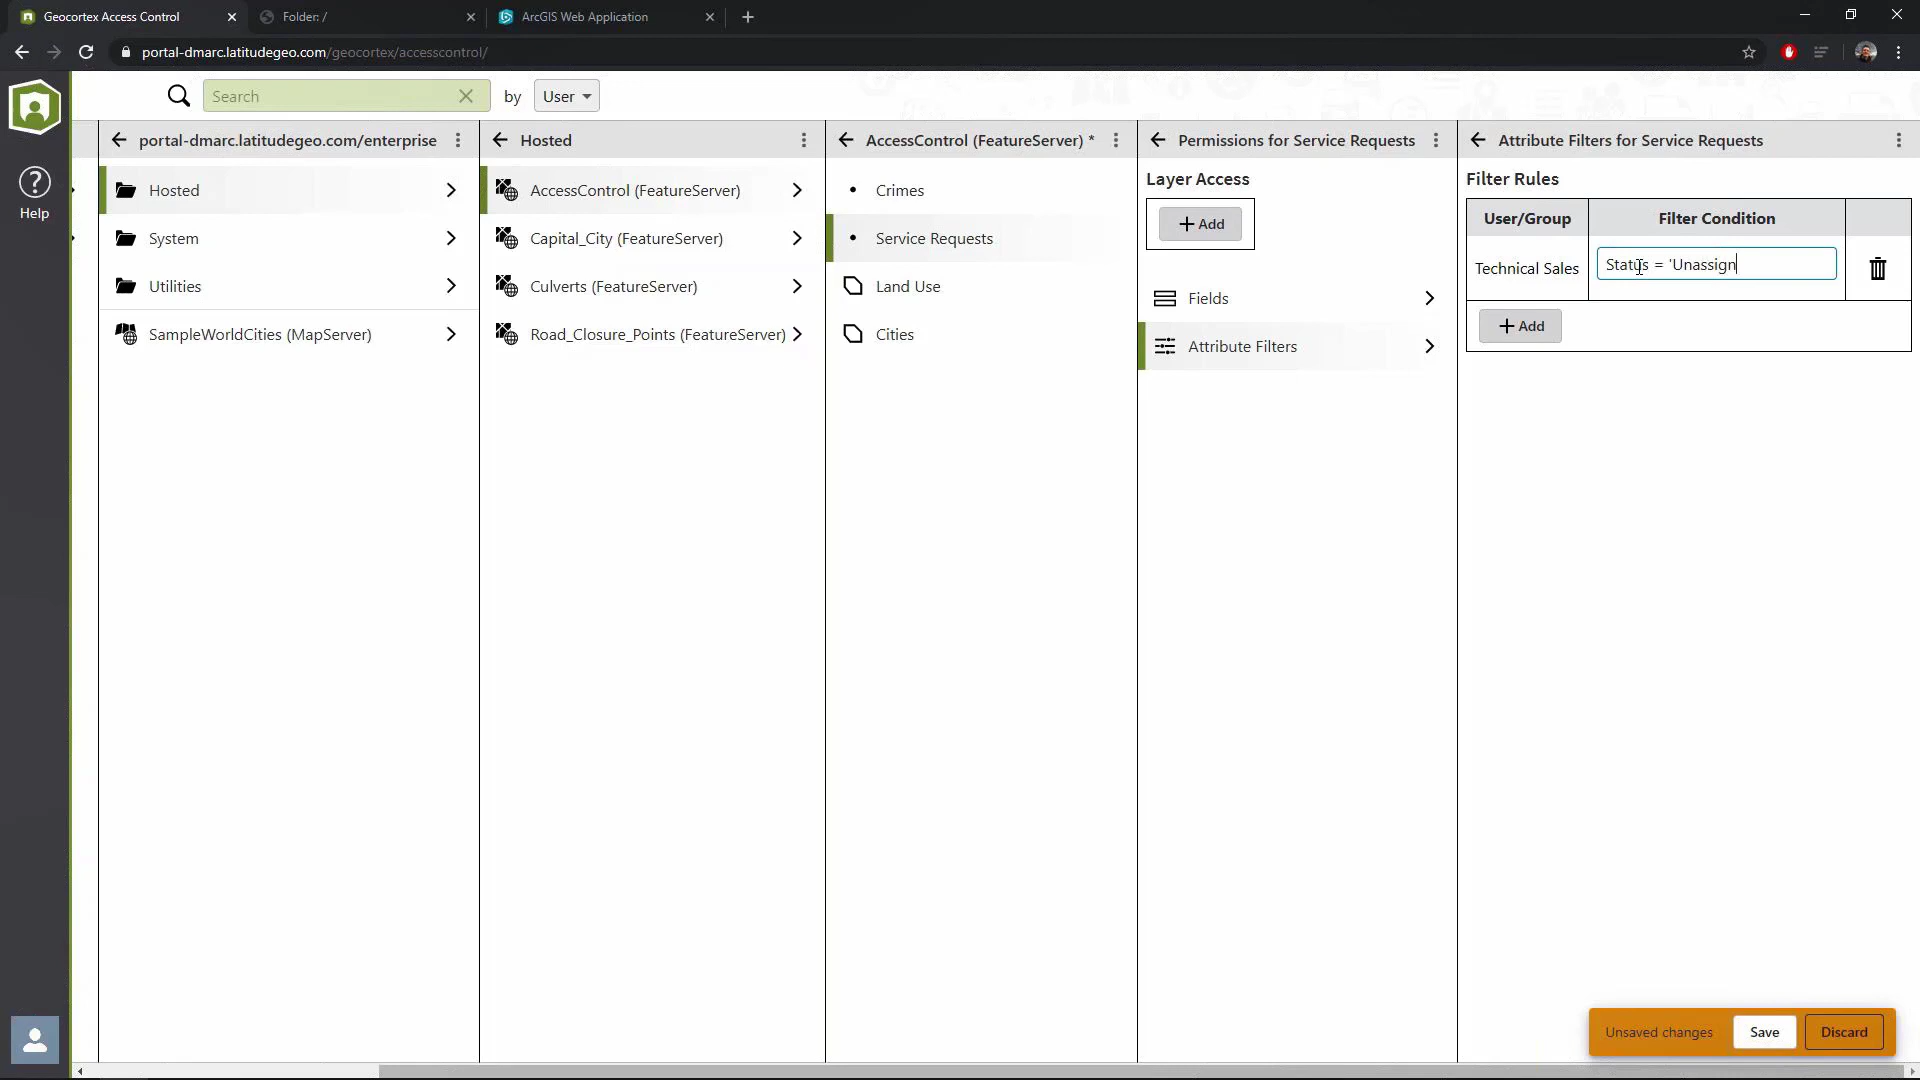 Geocortex Access Control
Folder: /
ArcGIS Web Application
portal-dmarc.latitudegeo.com/geocortex/accesscontrol/
Search
by
User
Help
portal-dmarc.latitudegeo.com/enterprise
Hosted
System
Utilities
SampleWorldCities (MapServer)
Hosted
AccessControl (FeatureServer)
Capital_City (FeatureServer)
Culverts (FeatureServer)
Road_Closure_Points (FeatureServer)
AccessControl (FeatureServer) *
Crimes
Service Requests
Land Use
Cities
Permissions for Service Requests
Layer Access
Add
Fields
Attribute Filters
Attribute Filters for Service Requests
Filter Rules
User/Group
Filter Condition
Technical Sales
Status = 'Unassign
Add
Unsaved changes
Save
Discard